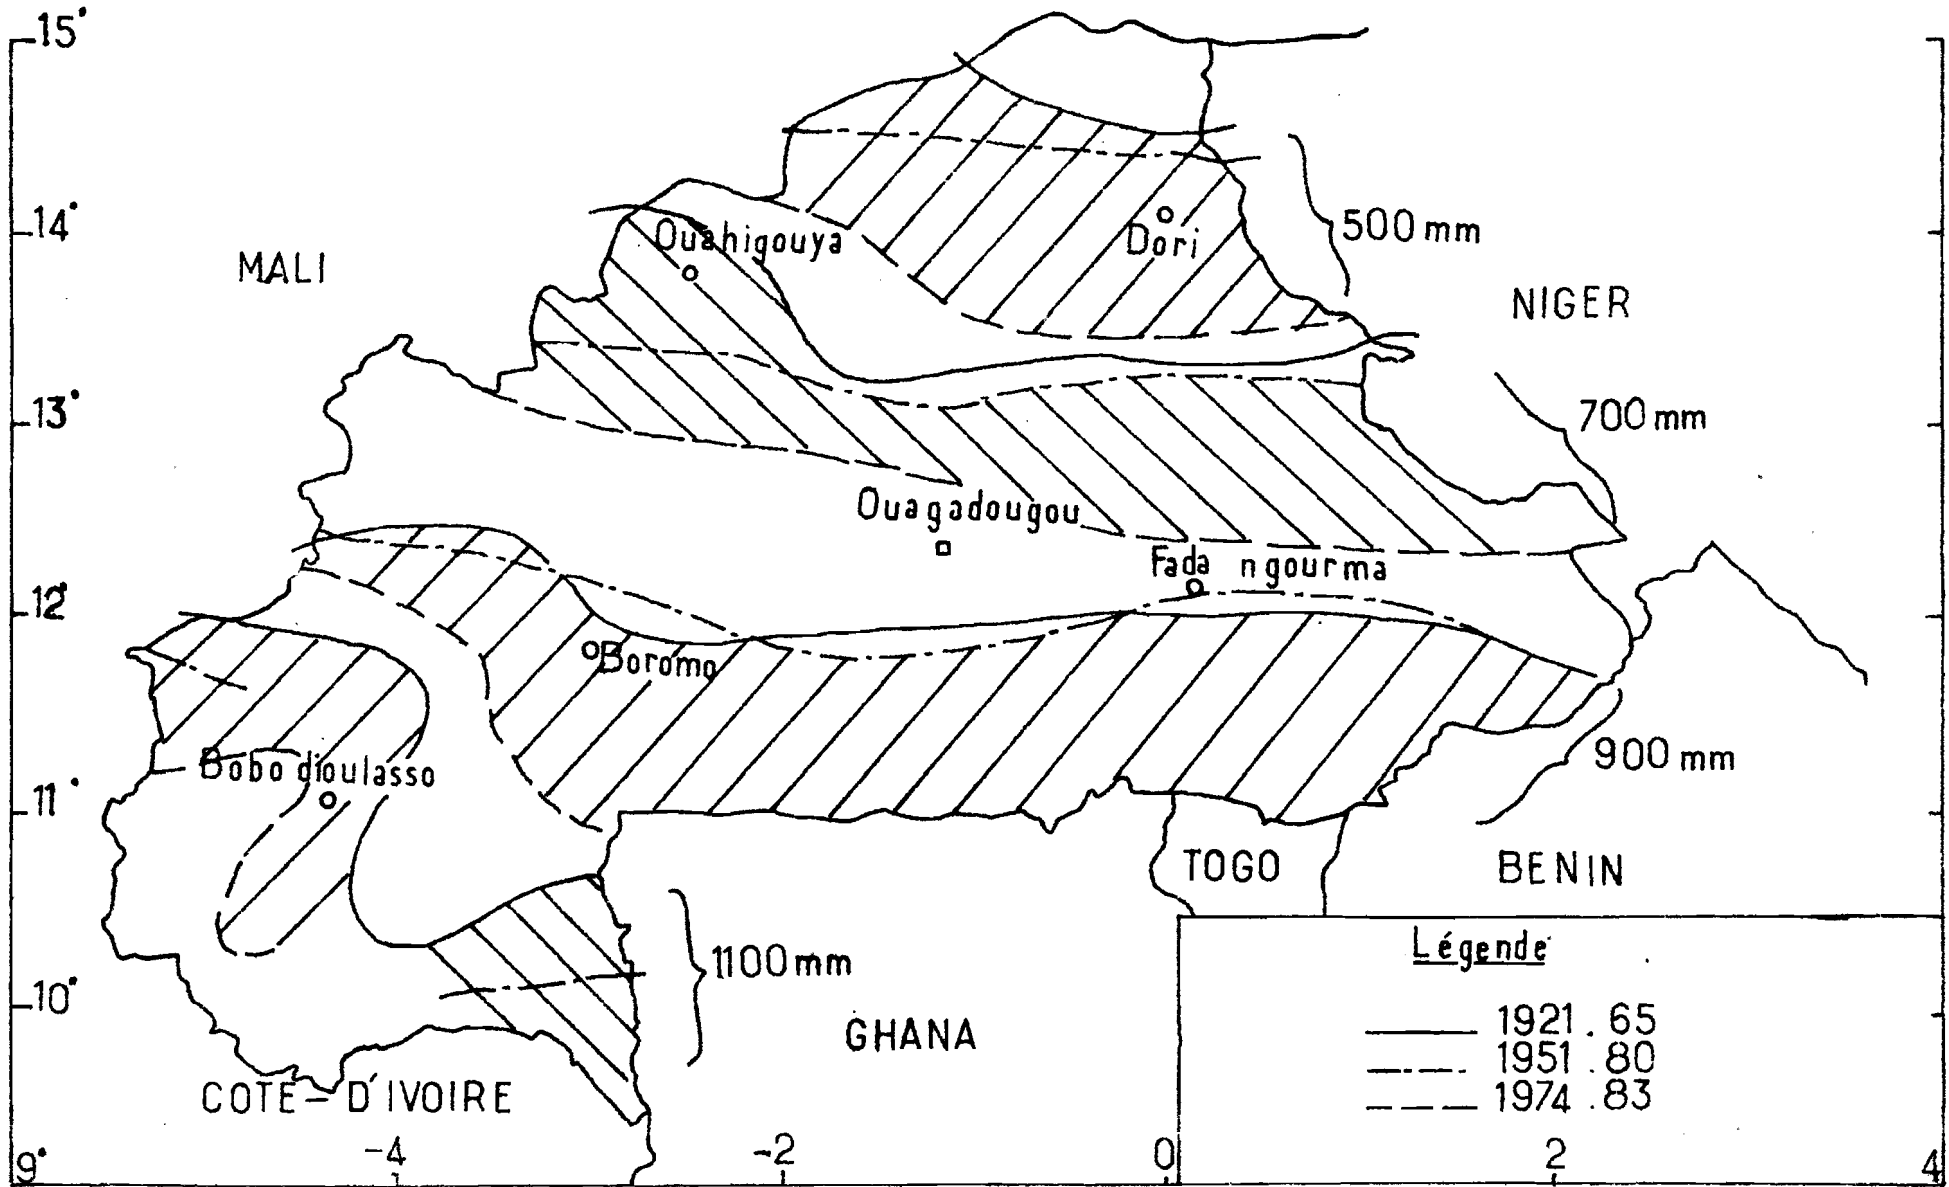 15°
14°
13°
12°
11°
10°
9°
-4
-2
0
2
4
MALI
NIGER
Ouahigouya
Dori
500 mm
700 mm
Ouagadougou
Fada ngourma
Boromo
Bobo dioulasso
900 mm
TOGO
BENIN
1100 mm
GHANA
COTE - D'IVOIRE
Légende
1921 . 65
1951 . 80
1974 . 83